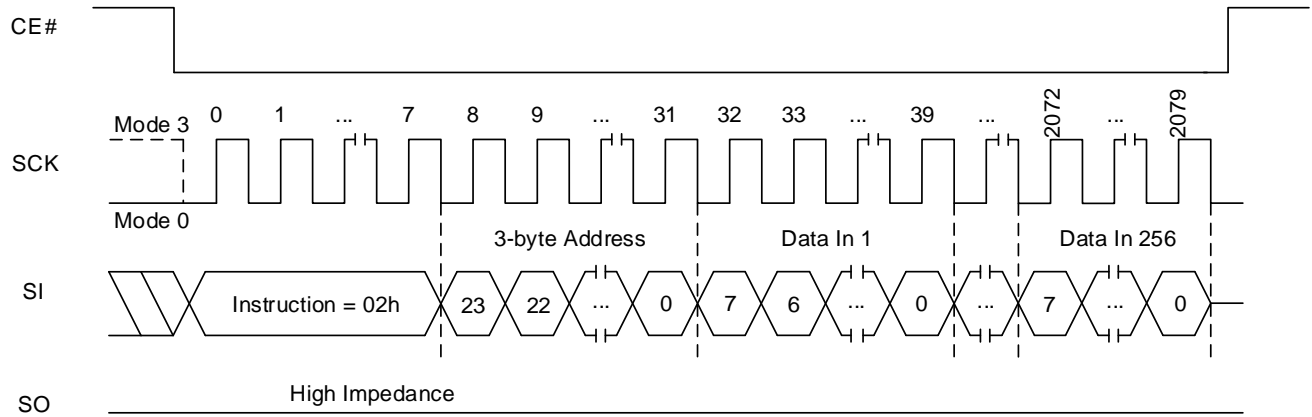 CE#
0 1 ... 7 8 9 ... 31 32 33 ... 39 ... 2072 ... 2079
Mode 3
SCK
Mode 0
3-byte Address Data In 1 Data In 256
SI
Instruction = 02h 23 22 ... 0 7 6 ... 0 ... 7 ... 0
High Impedance
SO